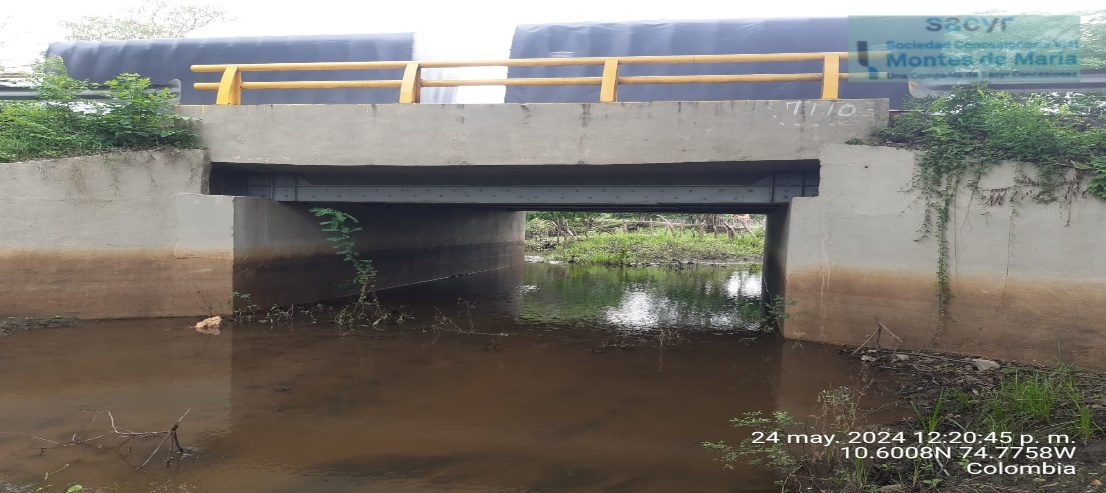 sacyr
Sociedad Concesionaria Vial
Montes de María
Una Compañía de Sacyr Concesiones
7110
24 may. 2024 12:20:45 p. m.
10.6008N 74.7758W
Colombia